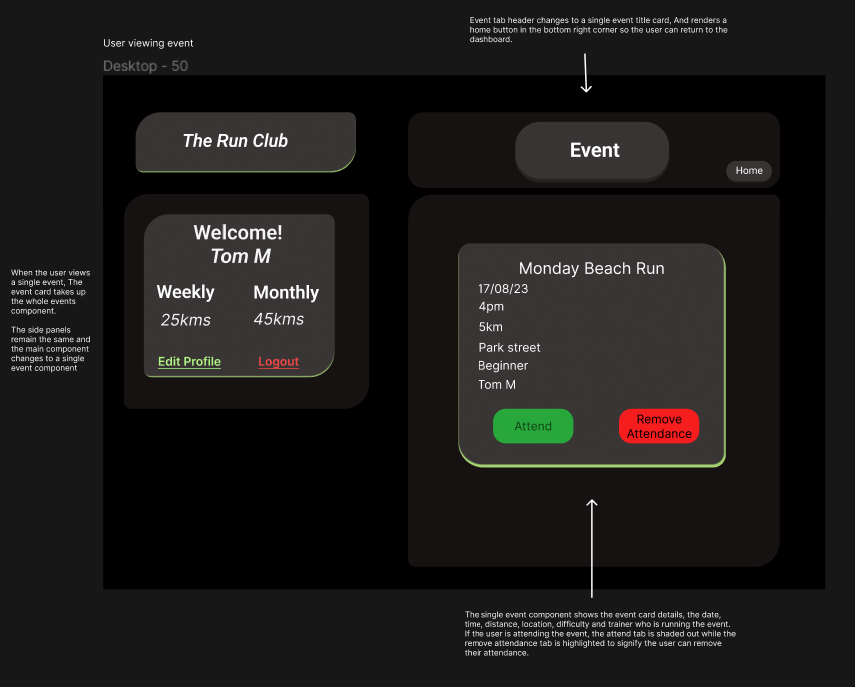 Event tab header changes to a single event title card, And renders a
home button in the bottom right corner so the user can return to the
dashboard.
User viewing event
Desktop - 50
The Run Club
Event
Home
Welcome!
Tom M
Weekly Monthly
25kms 45kms
Edit Profile Logout
When the user views
a single event, The
event card takes up
the whole events
component.
The side panels
remain the same and
the main component
changes to a single
event component
Monday Beach Run
17/08/23
4pm
5km
Park street
Beginner
Tom M
Attend
Remove
Attendance
The single event component shows the event card details, the date,
time, distance, location, difficulty and trainer who is running the event.
If the user is attending the event, the attend tab is shaded out while the
remove attendance tab is highlighted to signify the user can remove
their attendance.